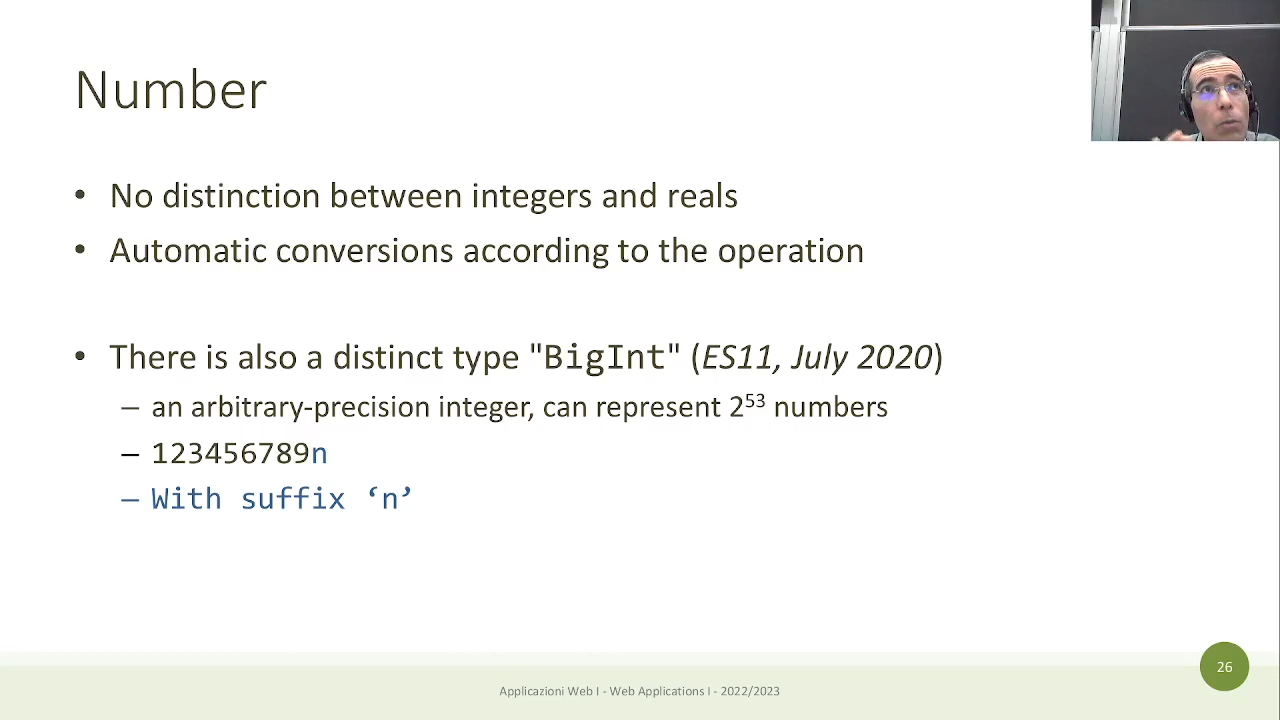 Number
• No distinction between integers and reals
• Automatic conversions according to the operation
• There is also a distinct type "BigInt" (ES11, July 2020)
– an arbitrary-precision integer, can represent 2⁵³ numbers
– 123456789n
– With suffix ‘n’
26
Applicazioni Web I - Web Applications I - 2022/2023